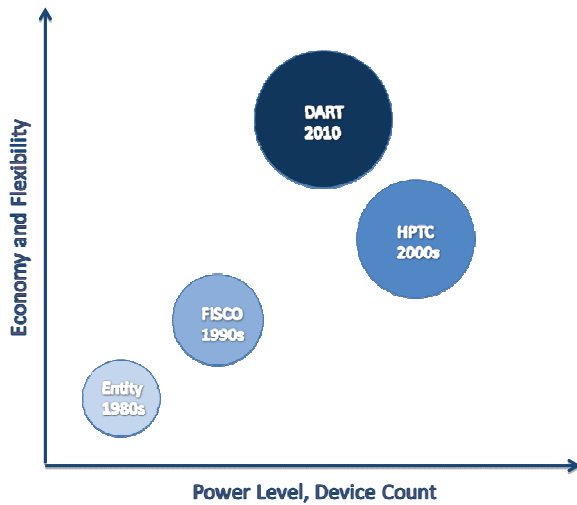 Economy and Flexibility
DART
2010
HPTC
2000s
FISCO
1990s
Entity
1980s
Power Level, Device Count